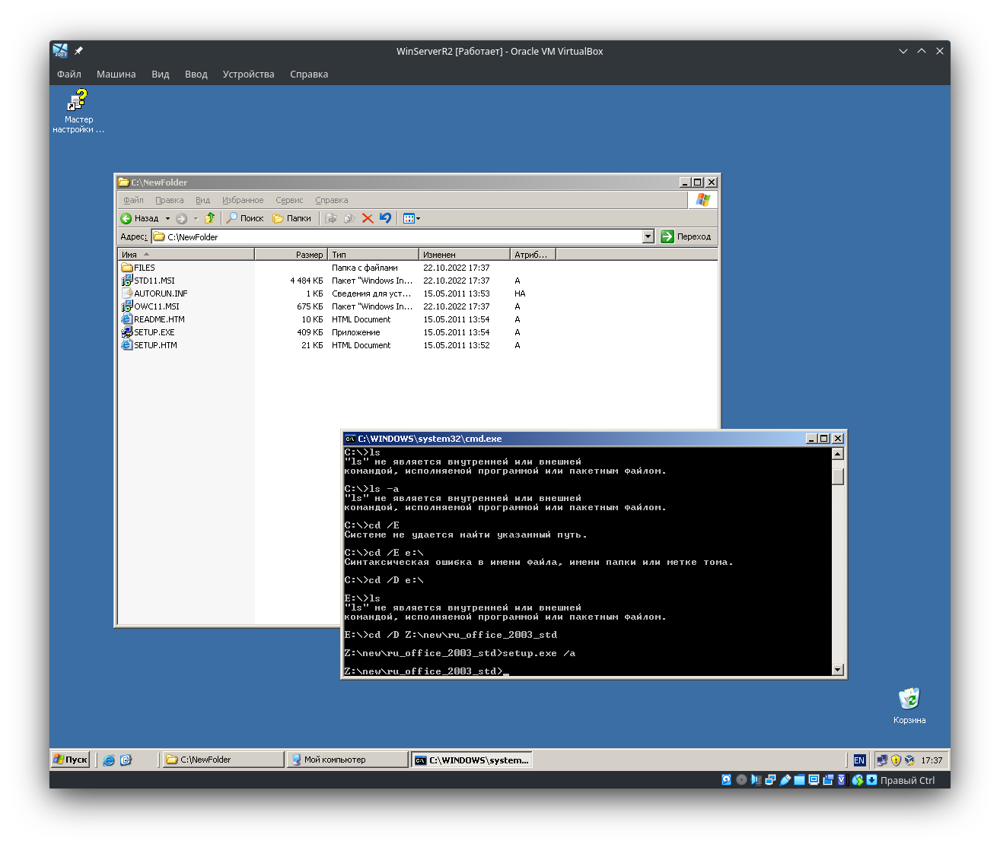 WinServerR2 [Работает] - Oracle VM VirtualBox
Файл Машина Вид Ввод Устройства Справка
Мастер
настройки ...
C:\NewFolder
Файл Правка Вид Избранное Сервис Справка
Назад Поиск Папки
Адрес: C:\NewFolder Переход
Имя Размер Тип Изменен Атриб...
FILES Папка с файлами 22.10.2022 17:37
STD11.MSI 4 484 КБ Пакет "Windows In... 22.10.2022 17:37 A
AUTORUN.INF 1 КБ Сведения для уст... 15.05.2011 13:53 HA
OWC11.MSI 675 КБ Пакет "Windows In... 22.10.2022 17:37 A
README.HTM 10 КБ HTML Document 15.05.2011 13:54 A
SETUP.EXE 409 КБ Приложение 15.05.2011 13:54 A
SETUP.HTM 21 КБ HTML Document 15.05.2011 13:52 A
C:\WINDOWS\system32\cmd.exe
C:\>ls
"ls" не является внутренней или внешней
командой, исполняемой программой или пакетным файлом.
C:\>ls -a
"ls" не является внутренней или внешней
командой, исполняемой программой или пакетным файлом.
C:\>cd /E
Системе не удается найти указанный путь.
C:\>cd /E e:\
Синтаксическая ошибка в имени файла, имени папки или метке тома.
C:\>cd /D e:\
E:\>ls
"ls" не является внутренней или внешней
командой, исполняемой программой или пакетным файлом.
E:\>cd /D Z:\new\ru_office_2003_std
Z:\new\ru_office_2003_std>setup.exe /a
Z:\new\ru_office_2003_std>_
Корзина
Пуск C:\NewFolder Мой компьютер C:\WINDOWS\system... EN 17:37
Правый Ctrl